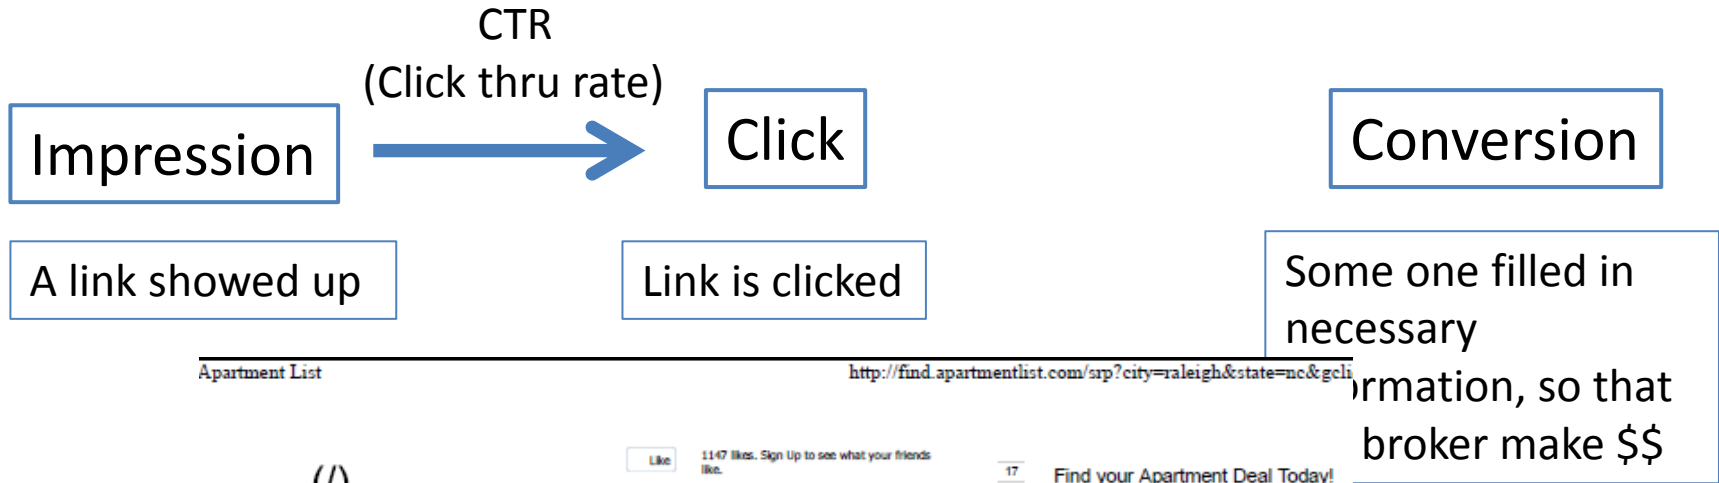 CTR
(Click thru rate)
Impression
Click
Conversion
A link showed up
Link is clicked
Some one filled in
necessary
ormation, so that
broker make $$
Apartment List
http://find.apartmentlist.com/srp?city=raleigh&state=nc&gcli
(/)
Like
1147 likes. Sign Up to see what your friends
like.
17
Find your Apartment Deal Today!